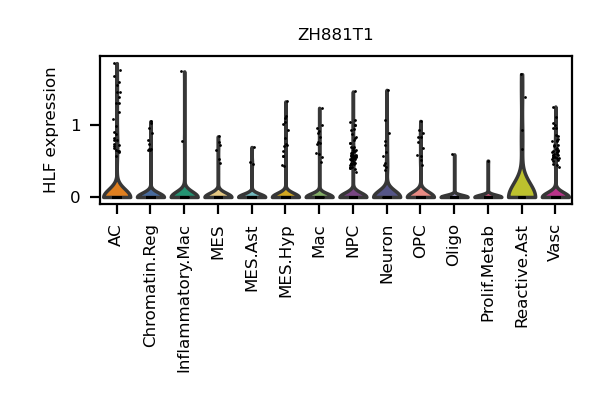 ZH881T1
HLF expression
1
0
AC
Chromatin.Reg
Inflammatory.Mac
MES
MES.Ast
MES.Hyp
Mac
NPC
Neuron
OPC
Oligo
Prolif.Metab
Reactive.Ast
Vasc